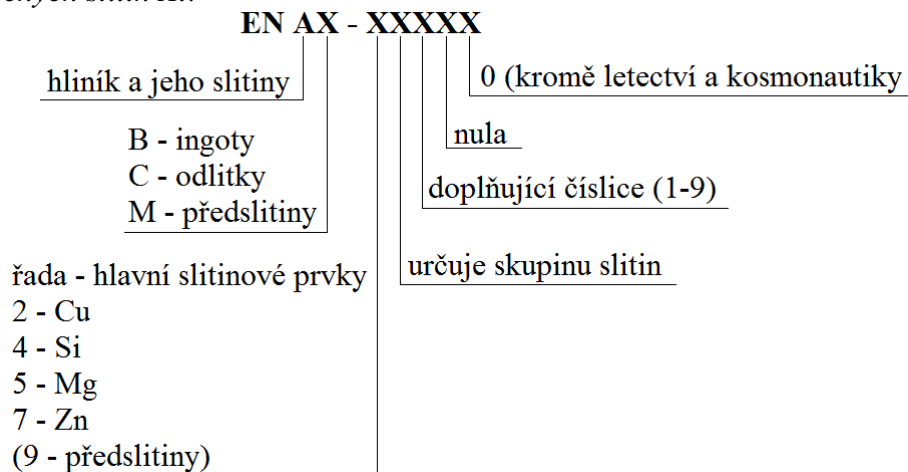 slitin
EN AX - XXXXX
hliník a jeho slitiny
0 (kromě letectví a kosmonautiky
B - ingoty
nula
C - odlitky
doplňující číslice (1-9)
M - předslitiny
určuje skupinu slitin
řada - hlavní slitinové prvky
2 - Cu
4 - Si
5 - Mg
7 - Zn
(9 - předslitiny)